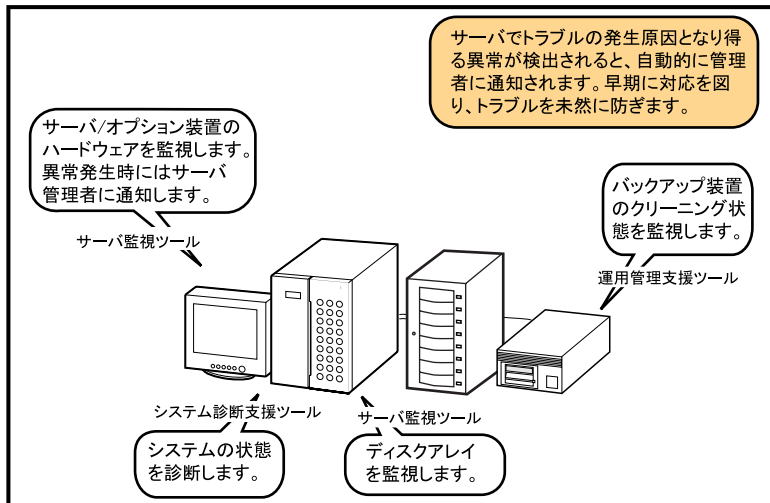 サーバでトラブルの発生原因となり得
る異常が検出されると、自動的に管理
者に通知されます。早期に対応を図
り、トラブルを未然に防ぎます。
サーバ/オプション装置の
ハードウェアを監視します。
異常発生時にはサーバ
管理者に通知します。
サーバ監視ツール
バックアップ装置
のクリーニング状
態を監視します。
運用管理支援ツール
システム診断支援ツール
システムの状態
を診断します。
サーバ監視ツール
ディスクアレイ
を監視します。